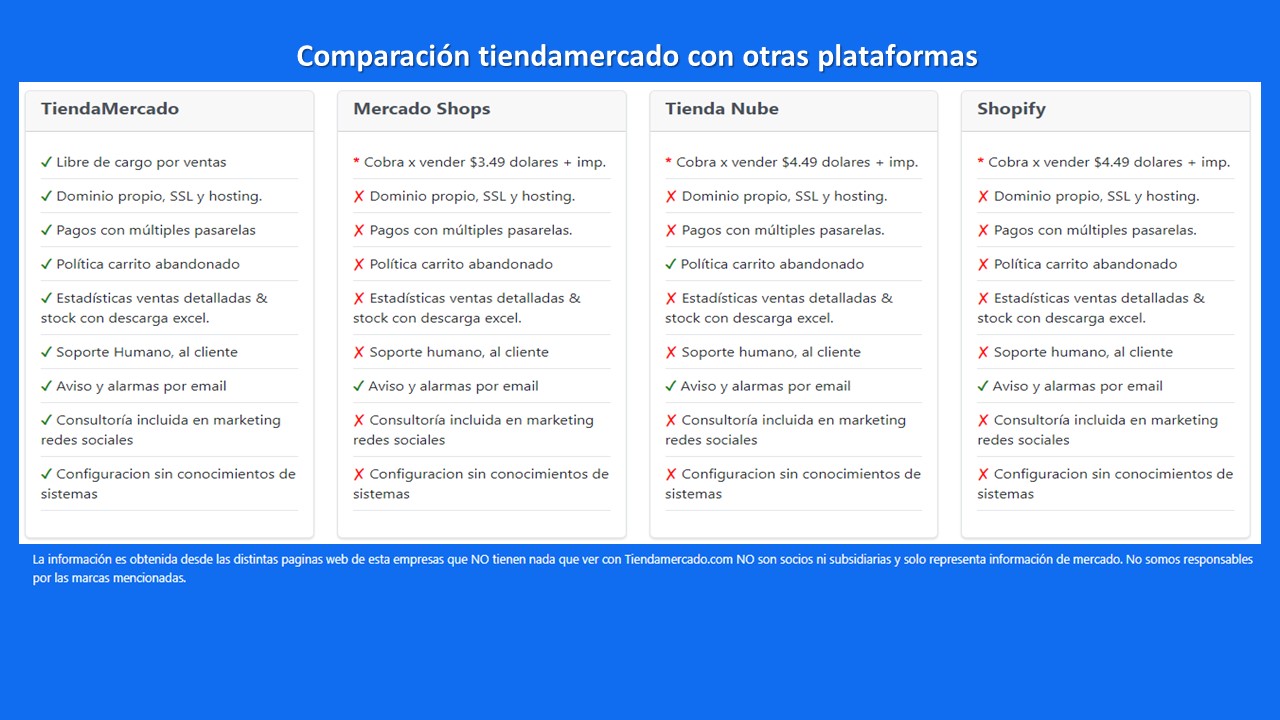 Comparación tiendamercado con otras plataformas
TiendaMercado
✓ Libre de cargo por ventas
✓ Dominio propio, SSL y hosting.
✓ Pagos con múltiples pasarelas
✓ Política carrito abandonado
✓ Estadísticas ventas detalladas &
stock con descarga excel.
✓ Soporte Humano, al cliente
✓ Aviso y alarmas por email
✓ Consultoría incluida en marketing
redes sociales
✓ Configuracion sin conocimientos de
sistemas
Mercado Shops
* Cobra x vender $3.49 dolares + imp.
✗ Dominio propio, SSL y hosting.
✗ Pagos con múltiples pasarelas.
✗ Política carrito abandonado
✗ Estadísticas ventas detalladas &
stock con descarga excel.
✗ Soporte humano, al cliente
✓ Aviso y alarmas por email
✗ Consultoría incluida en marketing
redes sociales
✗ Configuracion sin conocimientos de
sistemas
Tienda Nube
* Cobra x vender $4.49 dolares + imp.
✗ Dominio propio, SSL y hosting.
✗ Pagos con múltiples pasarelas.
✓ Política carrito abandonado
✗ Estadísticas ventas detalladas &
stock con descarga excel.
✗ Soporte humano, al cliente
✓ Aviso y alarmas por email
✗ Consultoría incluida en marketing
redes sociales
✗ Configuracion sin conocimientos de
sistemas
Shopify
* Cobra x vender $4.49 dolares + imp.
✗ Dominio propio, SSL y hosting.
✗ Pagos con múltiples pasarelas.
✗ Política carrito abandonado
✗ Estadísticas ventas detalladas &
stock con descarga excel.
✗ Soporte humano, al cliente
✓ Aviso y alarmas por email
✗ Consultoría incluida en marketing
redes sociales
✗ Configuracion sin conocimientos de
sistemas
La información es obtenida desde las distintas paginas web de esta empresas que NO tienen nada que ver con Tiendamercado.com NO son socios ni subsidiarias y solo representa información de mercado. No somos responsables
por las marcas mencionadas.